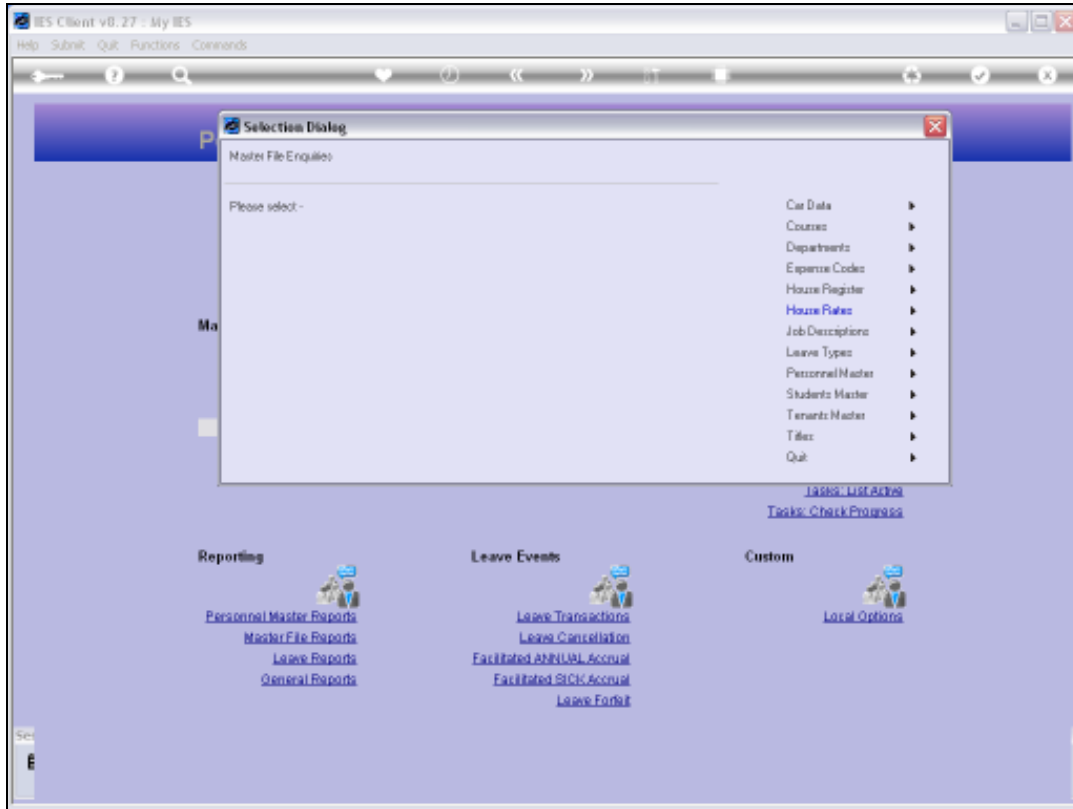 IES Client v8.27 : My IES
Help Submit Quit Functions Commands
Selection Dialog
Master File Enquiries
Please select -
Car Data
Courses
Departments
Expense Codes
House Register
House Rates
Job Descriptions
Leave Types
Personnel Master
Students Master
Tenants Master
Titles
Quit
Tasks: List Active
Tasks: Check Progress
Reporting
Personnel Master Reports
Master File Reports
Leave Reports
General Reports
Leave Events
Leave Transactions
Leave Cancellation
Facilitated ANNUAL Accrual
Facilitated SICK Accrual
Leave Forfeit
Custom
Local Options